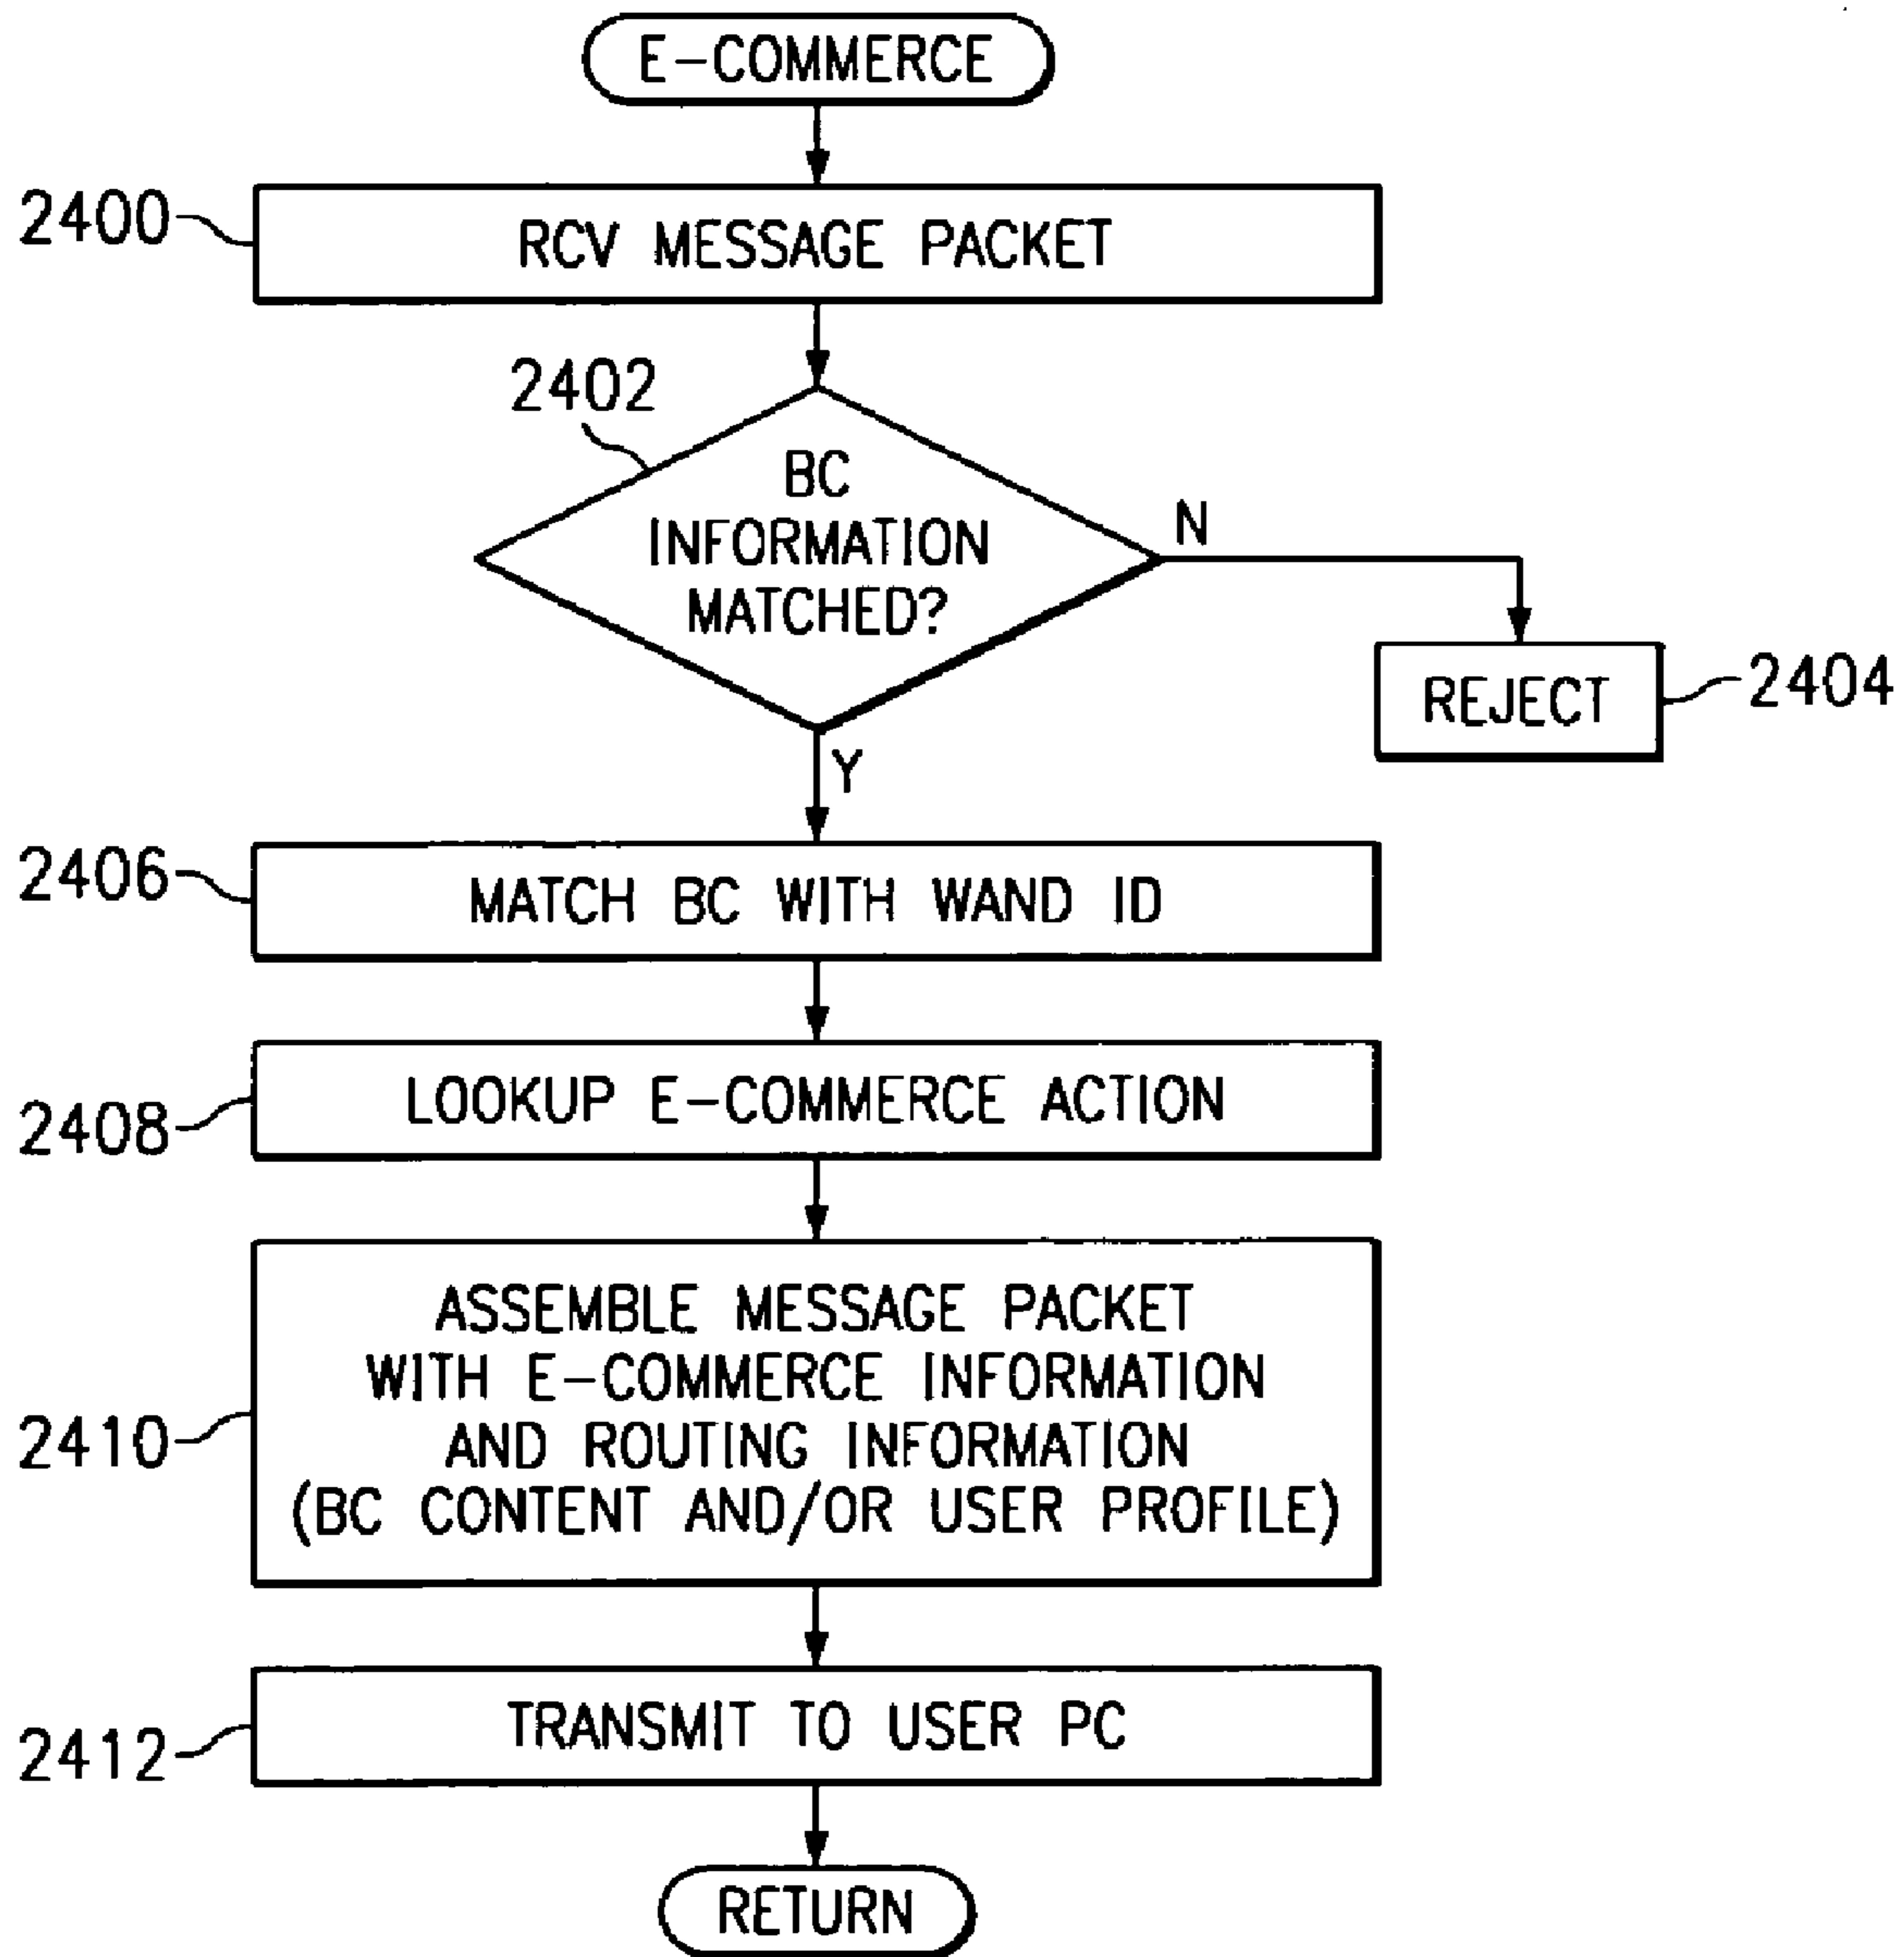 E-COMMERCE
2400
RCV MESSAGE PACKET
2402
BC
INFORMATION
MATCHED?
N
REJECT
2404
Y
2406
MATCH BC WITH WAND ID
2408
LOOKUP E-COMMERCE ACTION
2410
ASSEMBLE MESSAGE PACKET
WITH E-COMMERCE INFORMATION
AND ROUTING INFORMATION
(BC CONTENT AND/OR USER PROFILE)
2412
TRANSMIT TO USER PC
RETURN